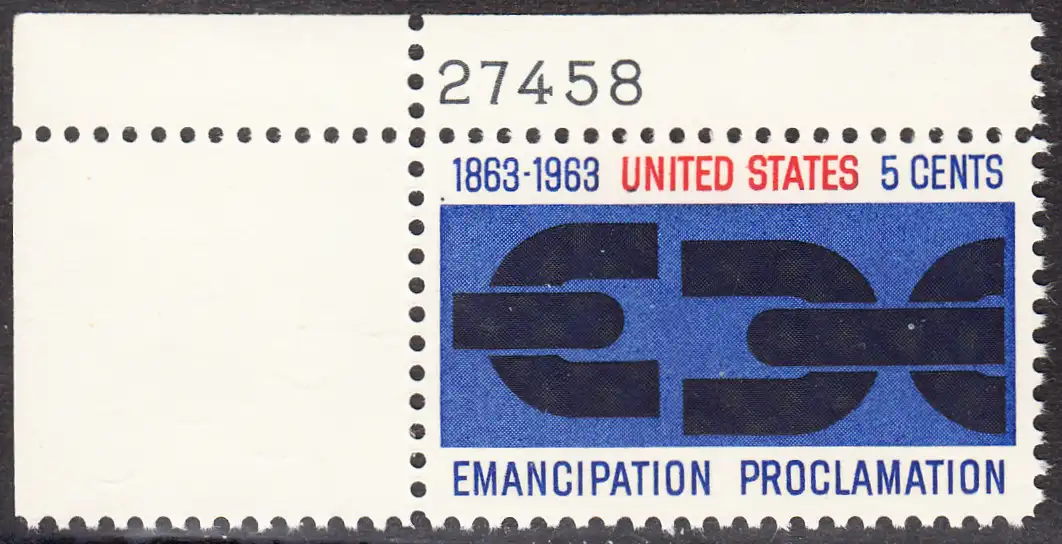 27458
1863-1963 UNITED STATES 5 CENTS
EMANCIPATION PROCLAMATION